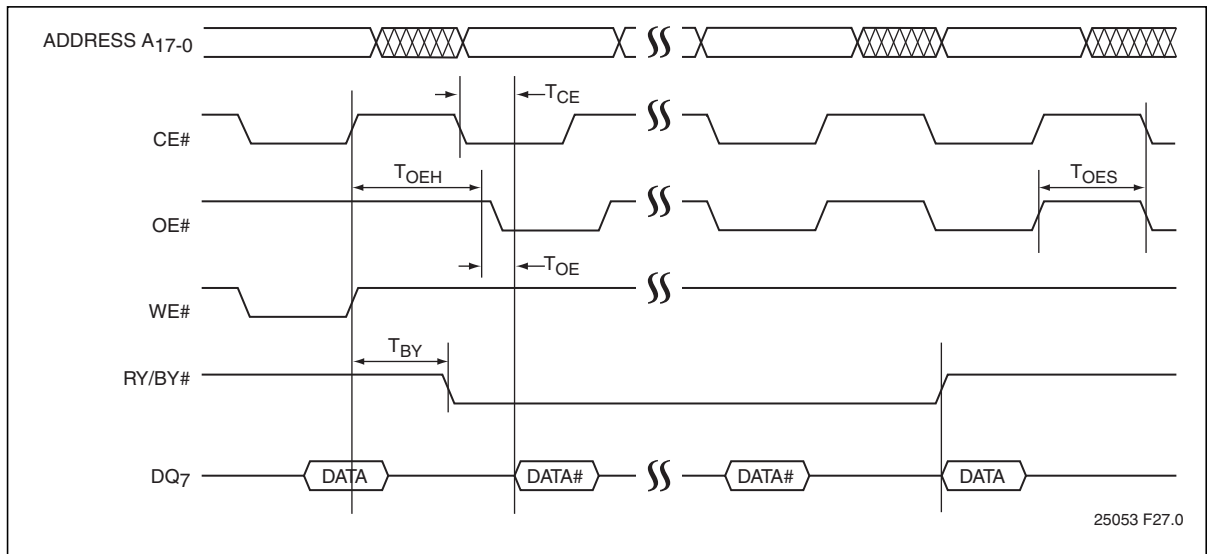 ADDRESS A17-0
TCE
CE#
TOEH
TOES
OE#
TOE
WE#
TBY
RY/BY#
DQ7
DATA
DATA#
DATA#
DATA
25053 F27.0